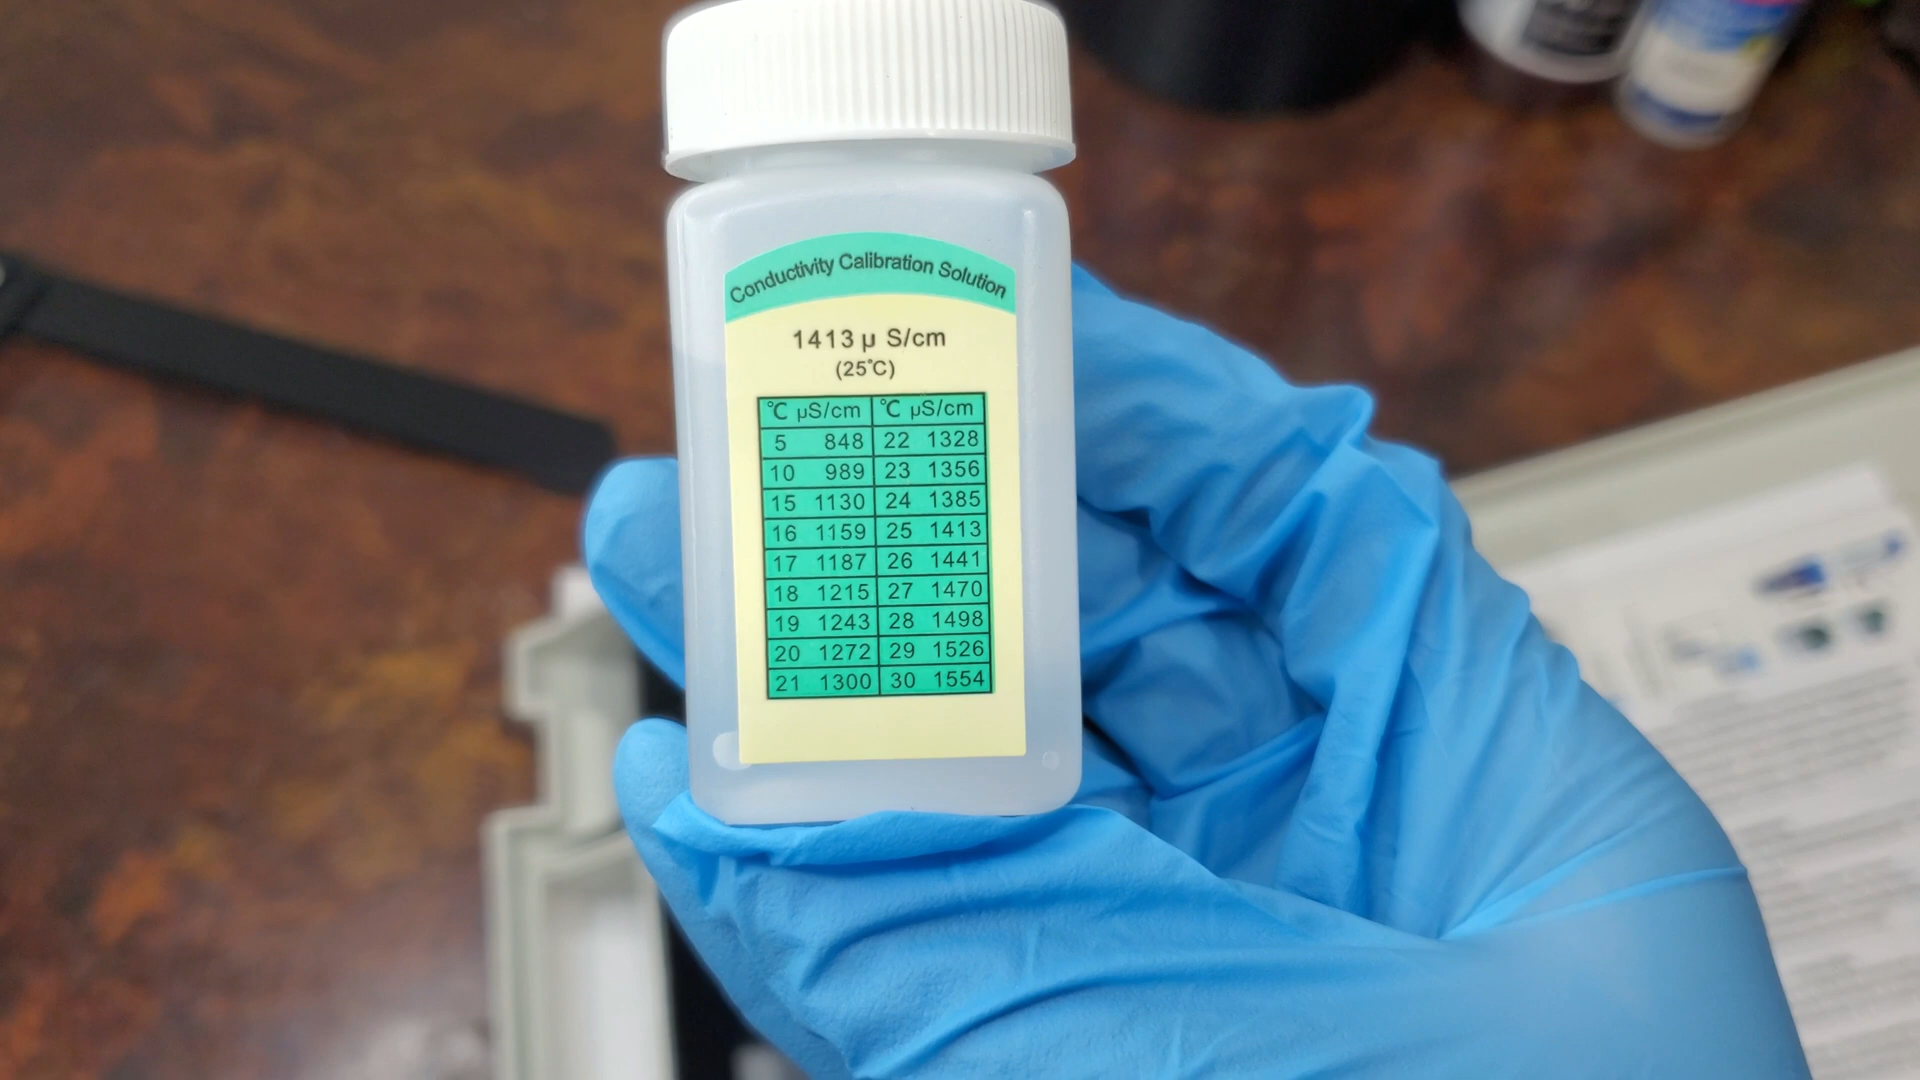 Conductivity Calibration Solution
1413 μ S/cm
(25℃)
℃ μS/cm ℃ μS/cm
5 848 22 1328
10 989 23 1356
15 1130 24 1385
16 1159 25 1413
17 1187 26 1441
18 1215 27 1470
19 1243 28 1498
20 1272 29 1526
21 1300 30 1554